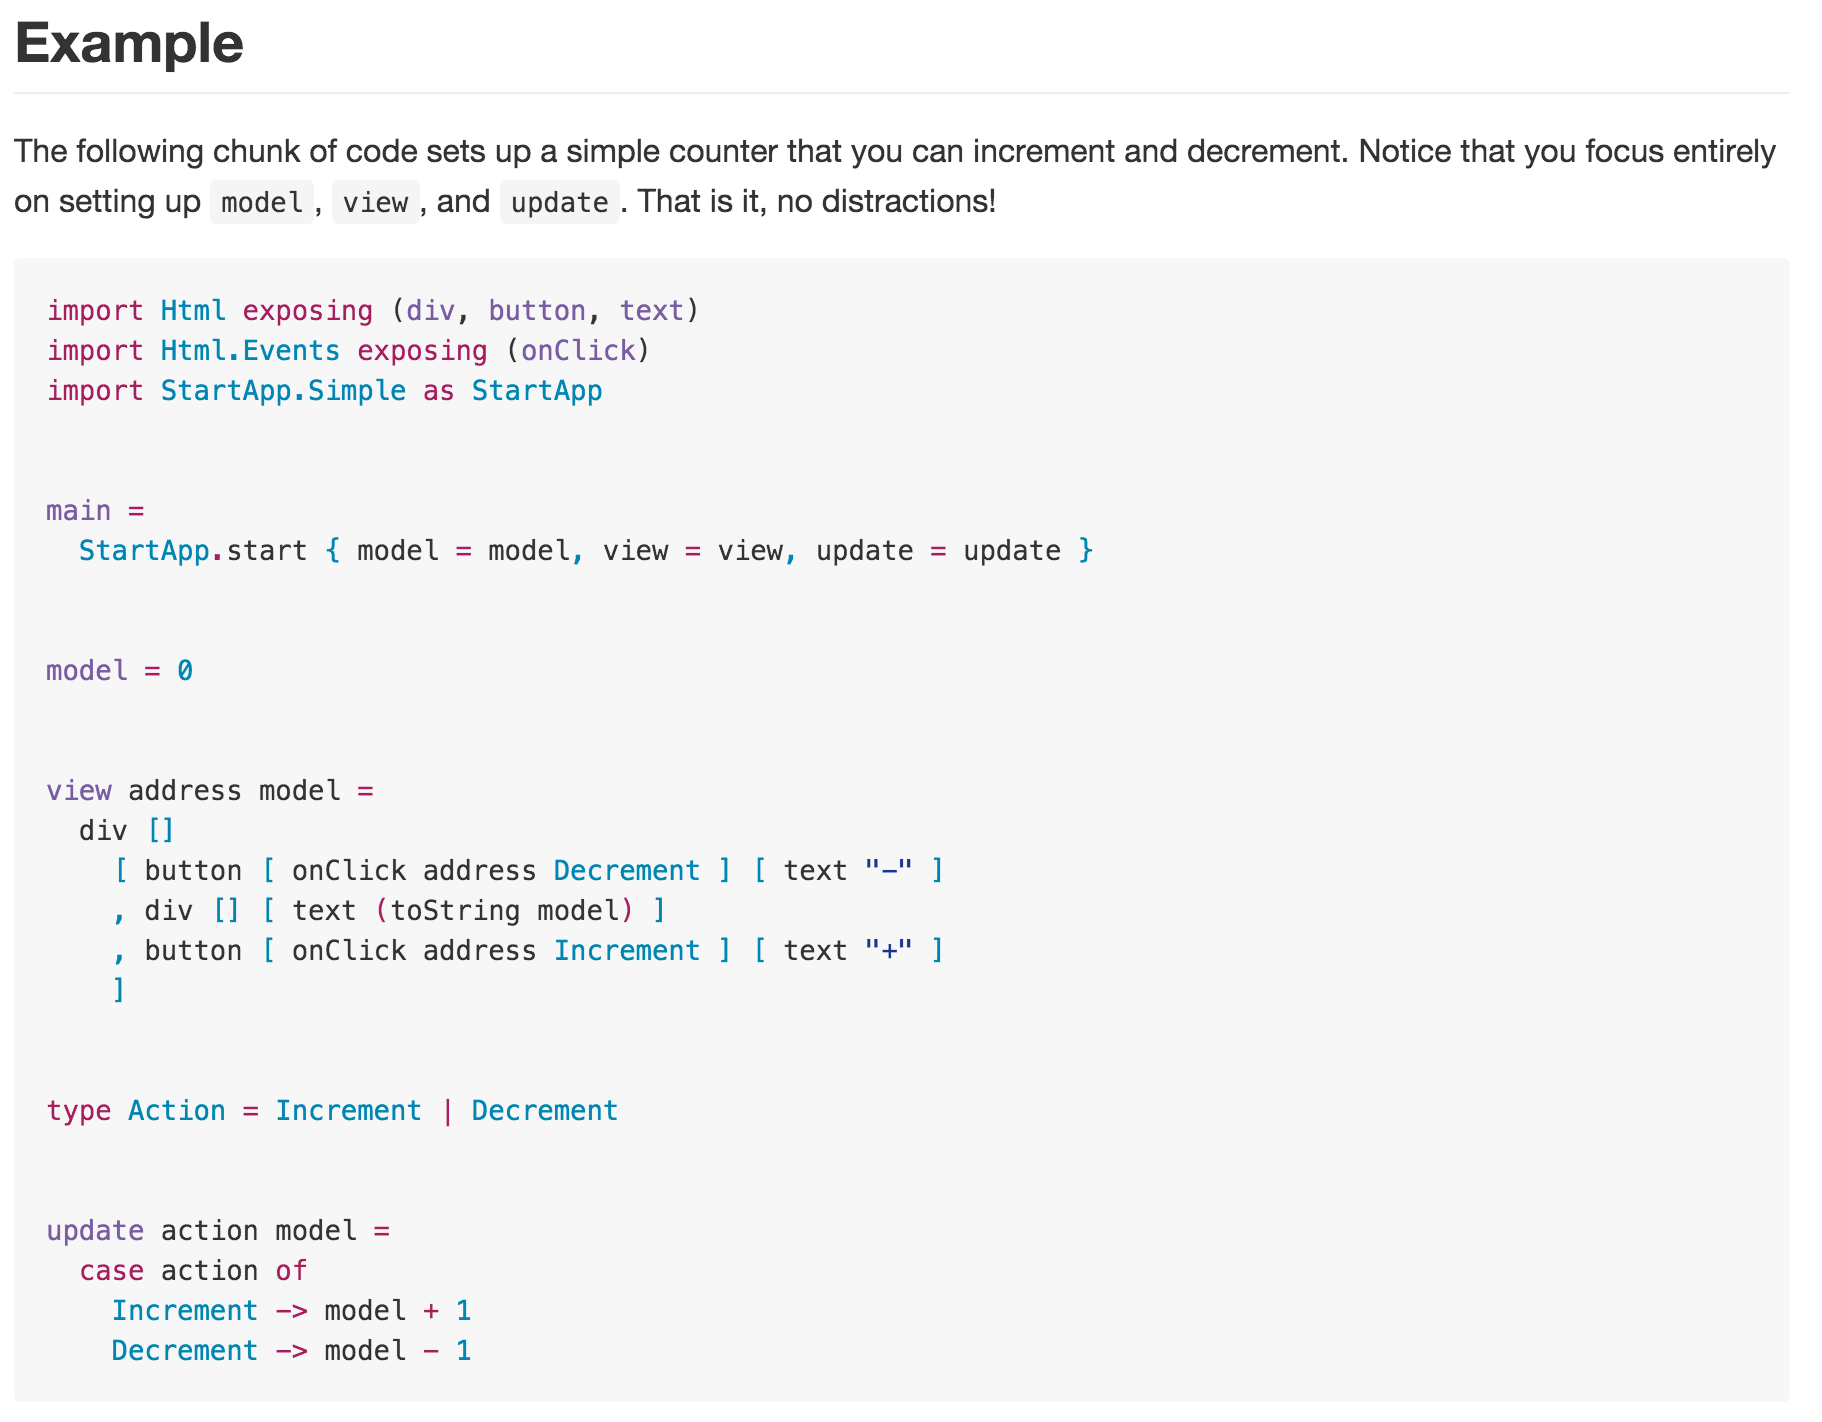 Example
The following chunk of code sets up a simple counter that you can increment and decrement. Notice that you focus entirely
on setting up model, view, and update. That is it, no distractions!
import Html exposing (div, button, text)
import Html.Events exposing (onClick)
import StartApp.Simple as StartApp
main =
  StartApp.start { model = model, view = view, update = update }
model = 0
view address model =
  div []
    [ button [ onClick address Decrement ] [ text "-" ]
    , div [] [ text (toString model) ]
    , button [ onClick address Increment ] [ text "+" ]
    ]
type Action = Increment | Decrement
update action model =
  case action of
    Increment -> model + 1
    Decrement -> model - 1